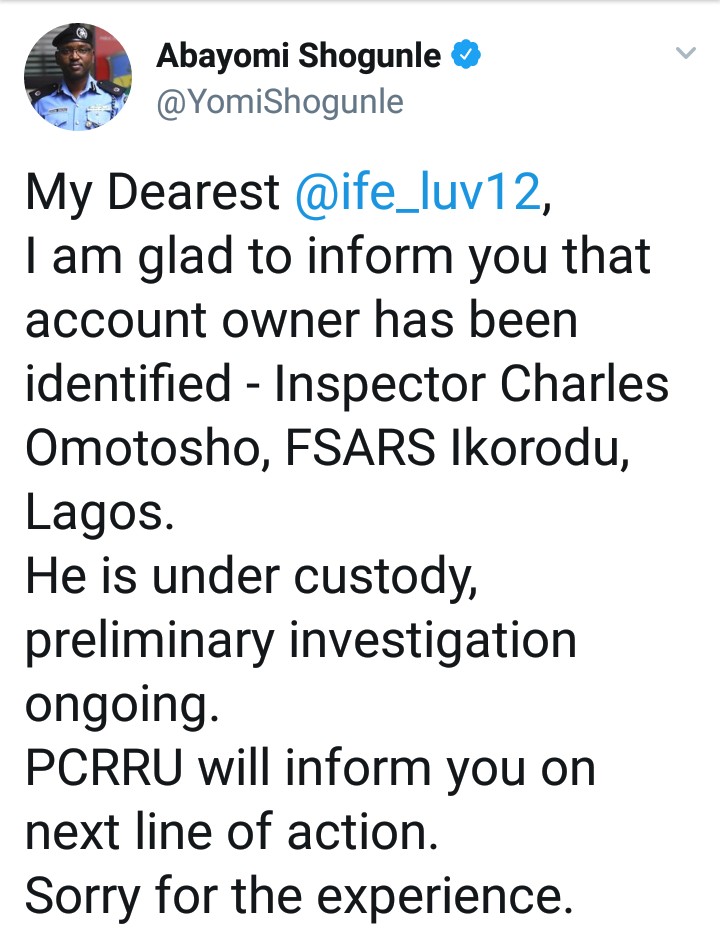 Abayomi Shogunle
@YomiShogunle
My Dearest @ife_luv12,
I am glad to inform you that
account owner has been
identified - Inspector Charles
Omotosho, FSARS Ikorodu,
Lagos.
He is under custody,
preliminary investigation
ongoing.
PCRRU will inform you on
next line of action.
Sorry for the experience.